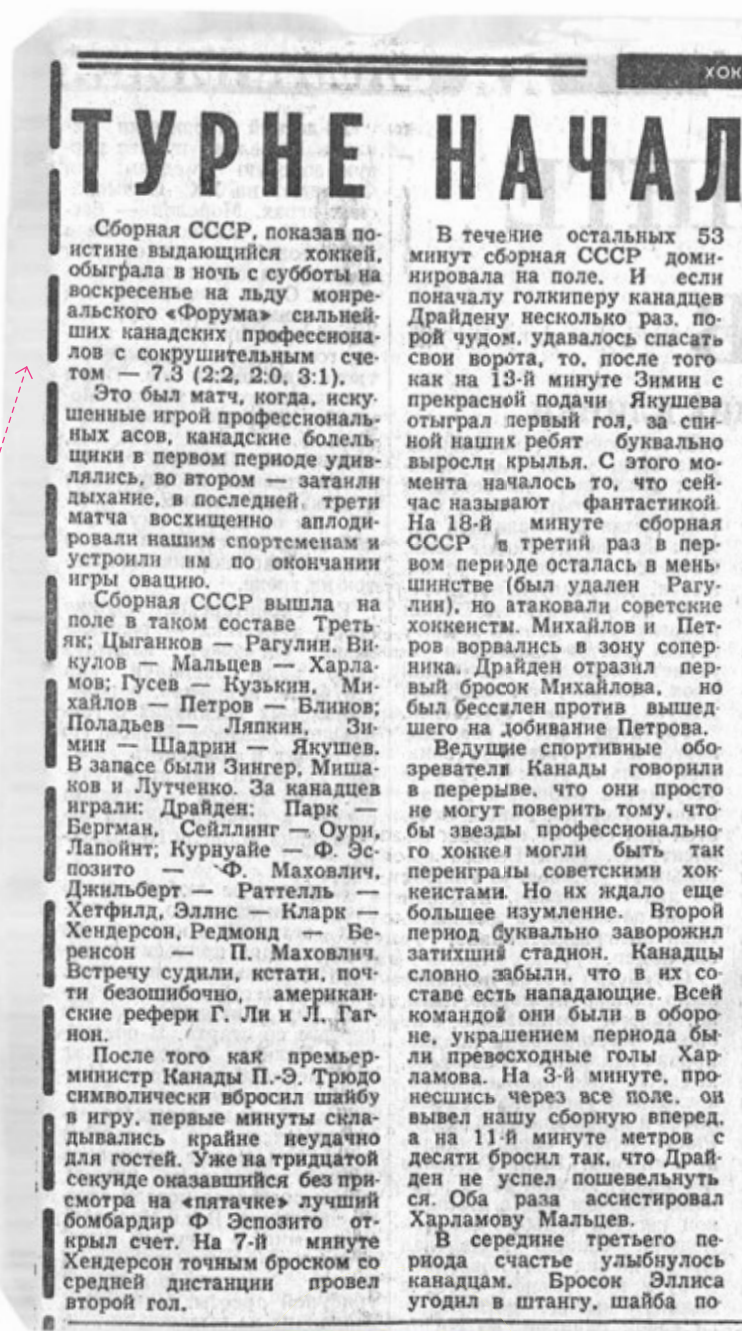 ХОК
ТУРНЕ НАЧАЛ
Сборная СССР, показав по-
истине выдающийся хоккей,
обыграла в ночь с субботы на
воскресенье на льду монре-
альского «Форума» сильней-
ших канадских профессиона-
лов с сокрушительным сче-
том — 7.3 (2:2, 2:0, 3:1).
Это был матч, когда, иску-
шенные игрой профессиональ-
ных асов, канадские болель-
щики в первом периоде удив-
лялись, во втором — затаили
дыхание, в последней, трети
матча восхищенно аплоди-
ровали нашим спортсменам и
устроили им по окончании
игры овацию.
Сборная СССР вышла на
поле в таком составе Треть-
як; Цыганков — Рагулин, Ви-
кулов — Мальцев — Харла-
мов; Гусев — Кузькин, Ми-
хайлов — Петров — Блинов;
Поладьев — Ляпкин, Зи-
мин — Шадрин — Якушев.
В запасе были Зингер, Миша-
ков и Лутченко. За канадцев
играли: Драйден; Парк —
Бергман, Сейллинг — Оури,
Лапойнт; Курнуайе — Ф. Эс-
позито — Ф. Маховлич,
Джильберт — Раттелль —
Хетфилд, Эллис — Кларк —
Хендерсон, Редмонд — Бе-
ренсон — П. Маховлич.
Встречу судили, кстати, поч-
ти безошибочно, американ-
ские рефери Г. Ли и Л. Гаг-
нон.
После того как премьер-
министр Канады П.-Э. Трюдо
символически вбросил шайбу
в игру, первые минуты скла-
дывались крайне неудачно
для гостей. Уже на тридцатой
секунде оказавшийся без при-
смотра на «пятачке» лучший
бомбардир Ф Эспозито от-
крыл счет. На 7-й минуте
Хендерсон точным броском со
средней дистанции провел
второй гол.
В течение остальных 53
минут сборная СССР доми-
нировала на поле. И если
поначалу голкиперу канадцев
Драйдену несколько раз, по-
рой чудом, удавалось спасать
свои ворота, то, после того
как на 13-й минуте Зимин с
прекрасной подачи Якушева
отыграл первый гол, за спи-
ной наших ребят буквально
выросли крылья. С этого мо-
мента началось то, что сей-
час называют фантастикой.
На 18-й минуте сборная
СССР в третий раз в пер-
вом периоде осталась в мень-
шинстве (был удален Рагу-
лин), но атаковали советские
хоккеисты. Михайлов и Пет-
ров ворвались в зону сопер-
ника, Драйден отразил пер-
вый бросок Михайлова, но
был бессилен против вышед-
шего на добивание Петрова.
Ведущие спортивные обо-
зреватели Канады говорили
в перерыве, что они просто
не могут поверить тому, что-
бы звезды профессионально-
го хоккея могли быть так
переиграны советскими хок-
кеистами. Но их ждало еще
большее изумление. Второй
период буквально заворожил
затихший стадион. Канадцы
словно забыли, что в их со-
ставе есть нападающие. Всей
командой они были в оборо-
не, украшением периода бы-
ли превосходные голы Хар-
ламова. На 3-й минуте, про-
несшись через все поле, он
вывел нашу сборную вперед,
а на 11-й минуте метров с
десяти бросил так, что Драй-
ден не успел пошевельнуть-
ся. Оба раза ассистировал
Харламову Мальцев.
В середине третьего пе-
риода счастье улыбнулось
канадцам. Бросок Эллиса
угодил в штангу, шайба по-